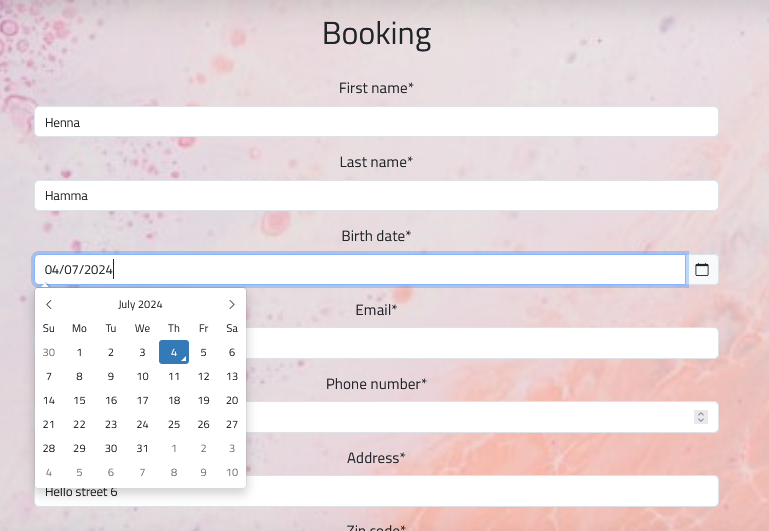 Booking
First name*
Henna
Last name*
Hamma
Birth date*
04/07/2024
July 2024
Su Mo Tu We Th Fr Sa
30 1 2 3 4 5 6
7 8 9 10 11 12 13
14 15 16 17 18 19 20
21 22 23 24 25 26 27
28 29 30 31 1 2 3
4 5 6 7 8 9 10
Email*
Phone number*
Address*
Hello street 6
Zip code*